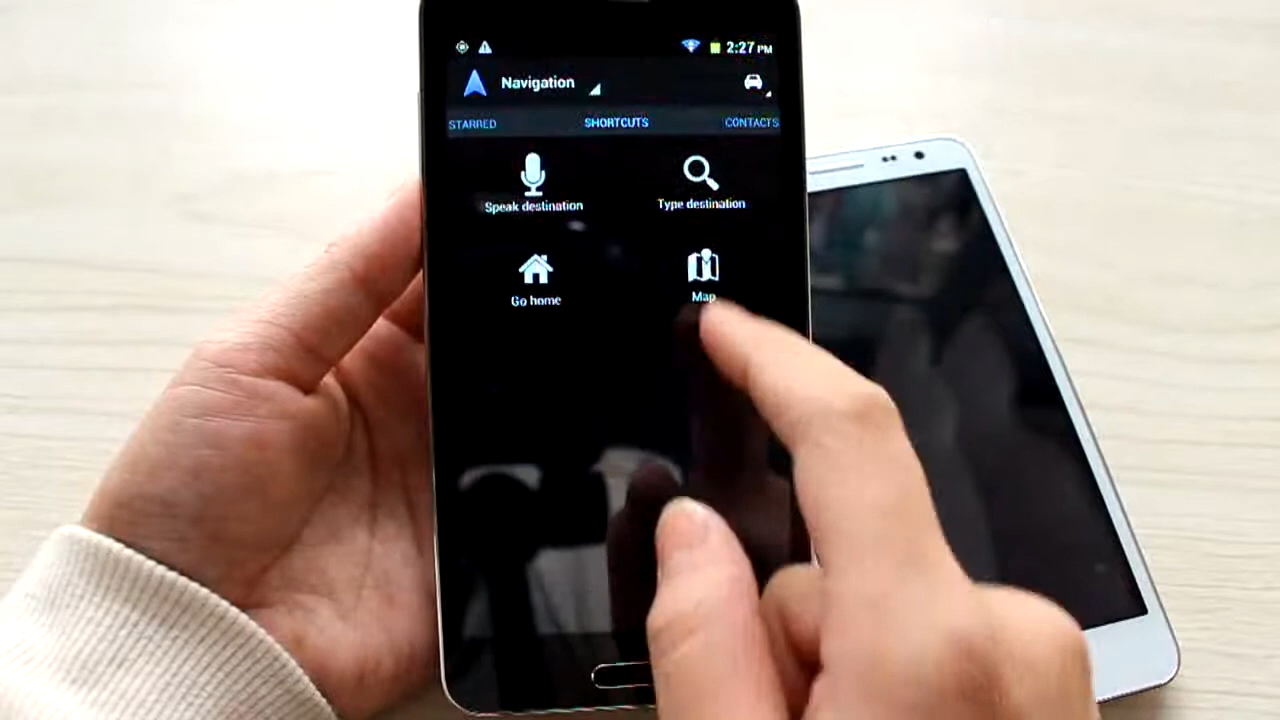 2:27 PM
Navigation
STARRED SHORTCUTS CONTACTS
Speak destination Type destination
Go home Map